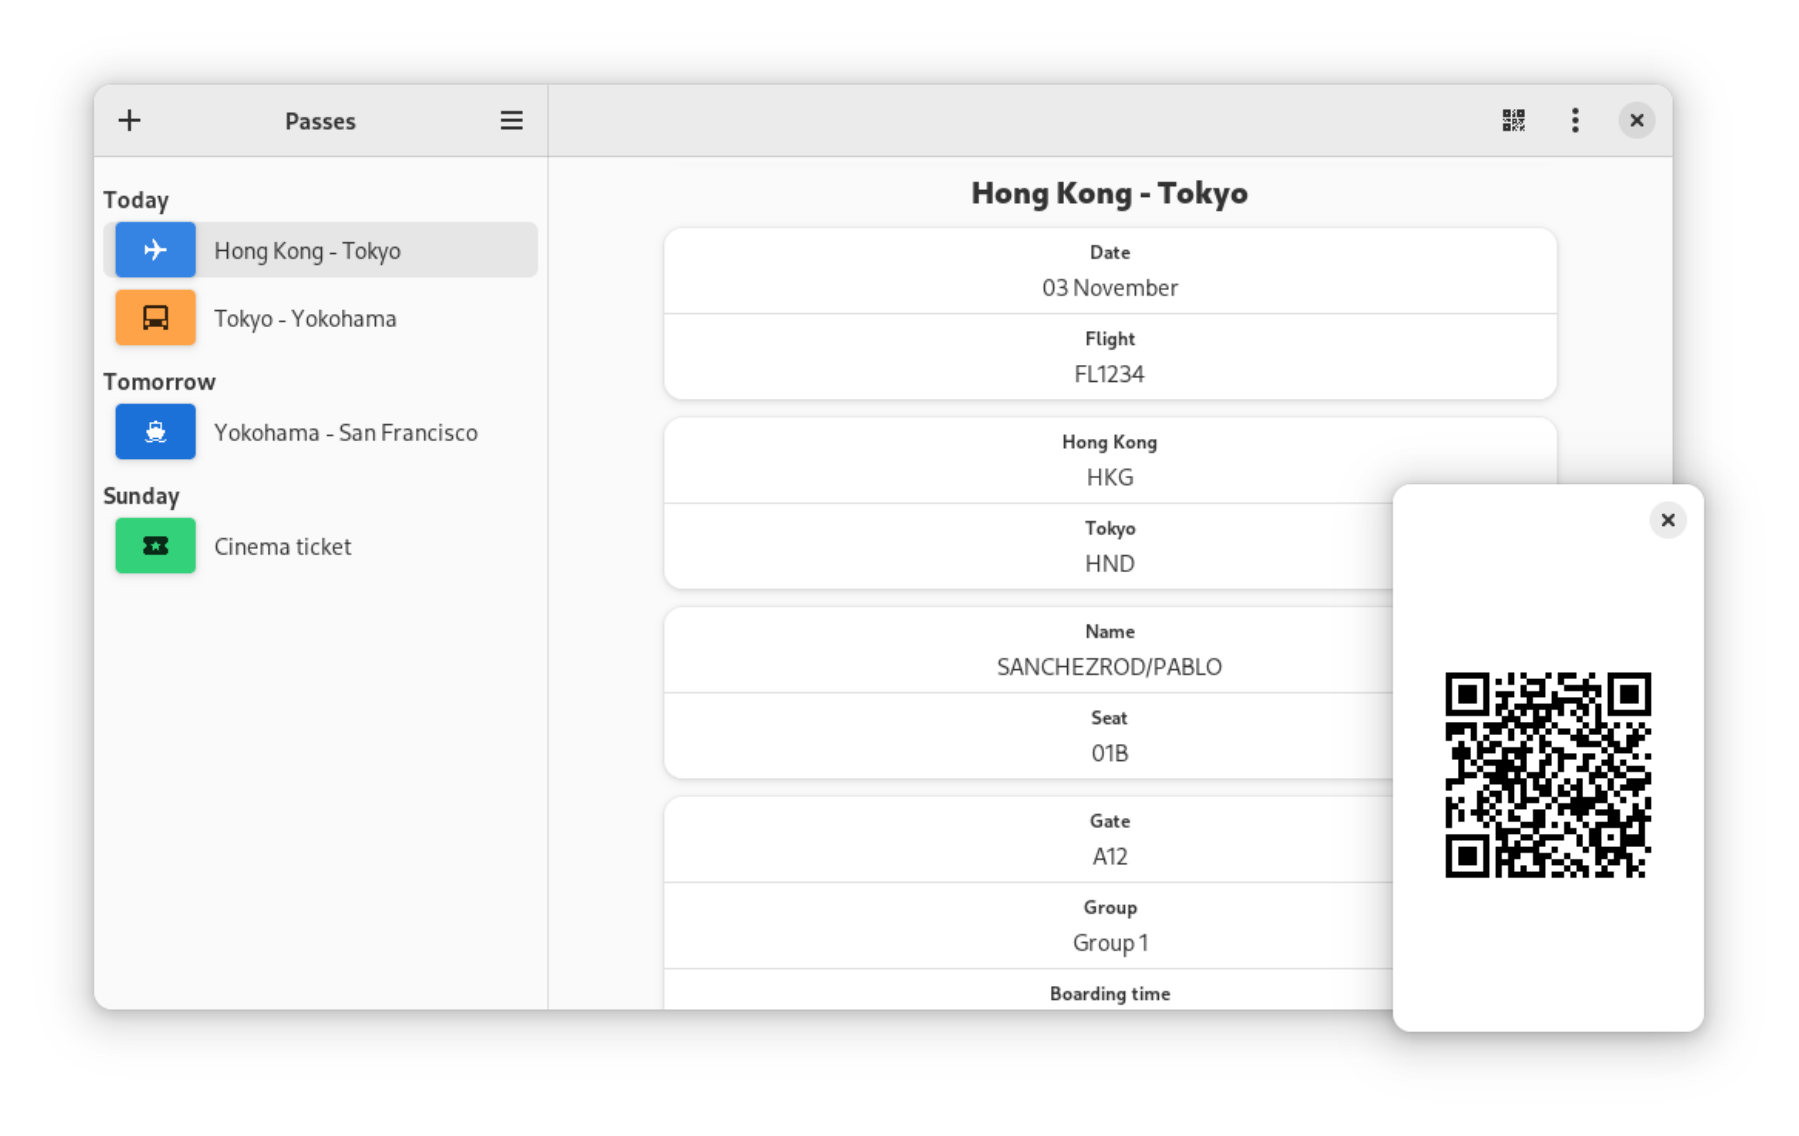 Passes
Today
Hong Kong - Tokyo
Tokyo - Yokohama
Tomorrow
Yokohama - San Francisco
Sunday
Cinema ticket
Hong Kong - Tokyo
Date
03 November
Flight
FL1234
Hong Kong
HKG
Tokyo
HND
Name
SANCHEZROD/PABLO
Seat
01B
Gate
A12
Group
Group 1
Boarding time